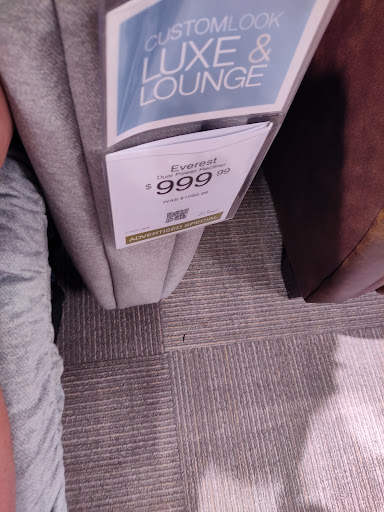 CUSTOMLOOK
LUXE &
LOUNGE
Everest
Dual Power Recliner
$999.99
ADVERTISED SPECIAL